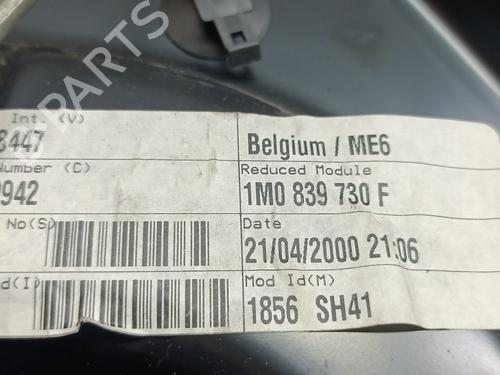 PARTS
Int. (V)
8447
Belgium / ME6
Number (C)
Reduced Module
942
1M0 839 730 F
No(S)
Date
21/04/2000 21:06
d(I)
Mod Id(M)
1856 SH41